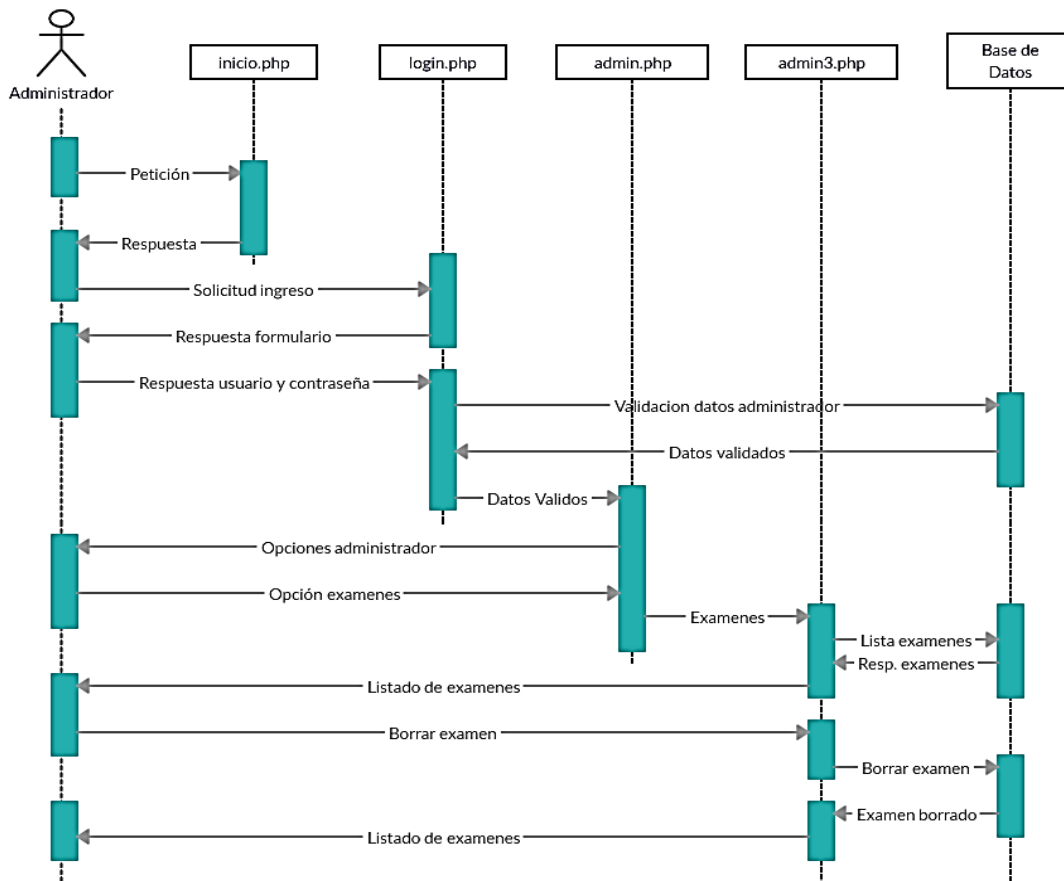 Administrador
inicio.php
login.php
admin.php
admin3.php
Base de
Datos
Petición
Respuesta
Solicitud ingreso
Respuesta formulario
Respuesta usuario y contraseña
Validacion datos administrador
Datos validados
Datos Validos
Opciones administrador
Opción examenes
Examenes
Lista examenes
Resp. examenes
Listado de examenes
Borrar examen
Borrar examen
Examen borrado
Listado de examenes